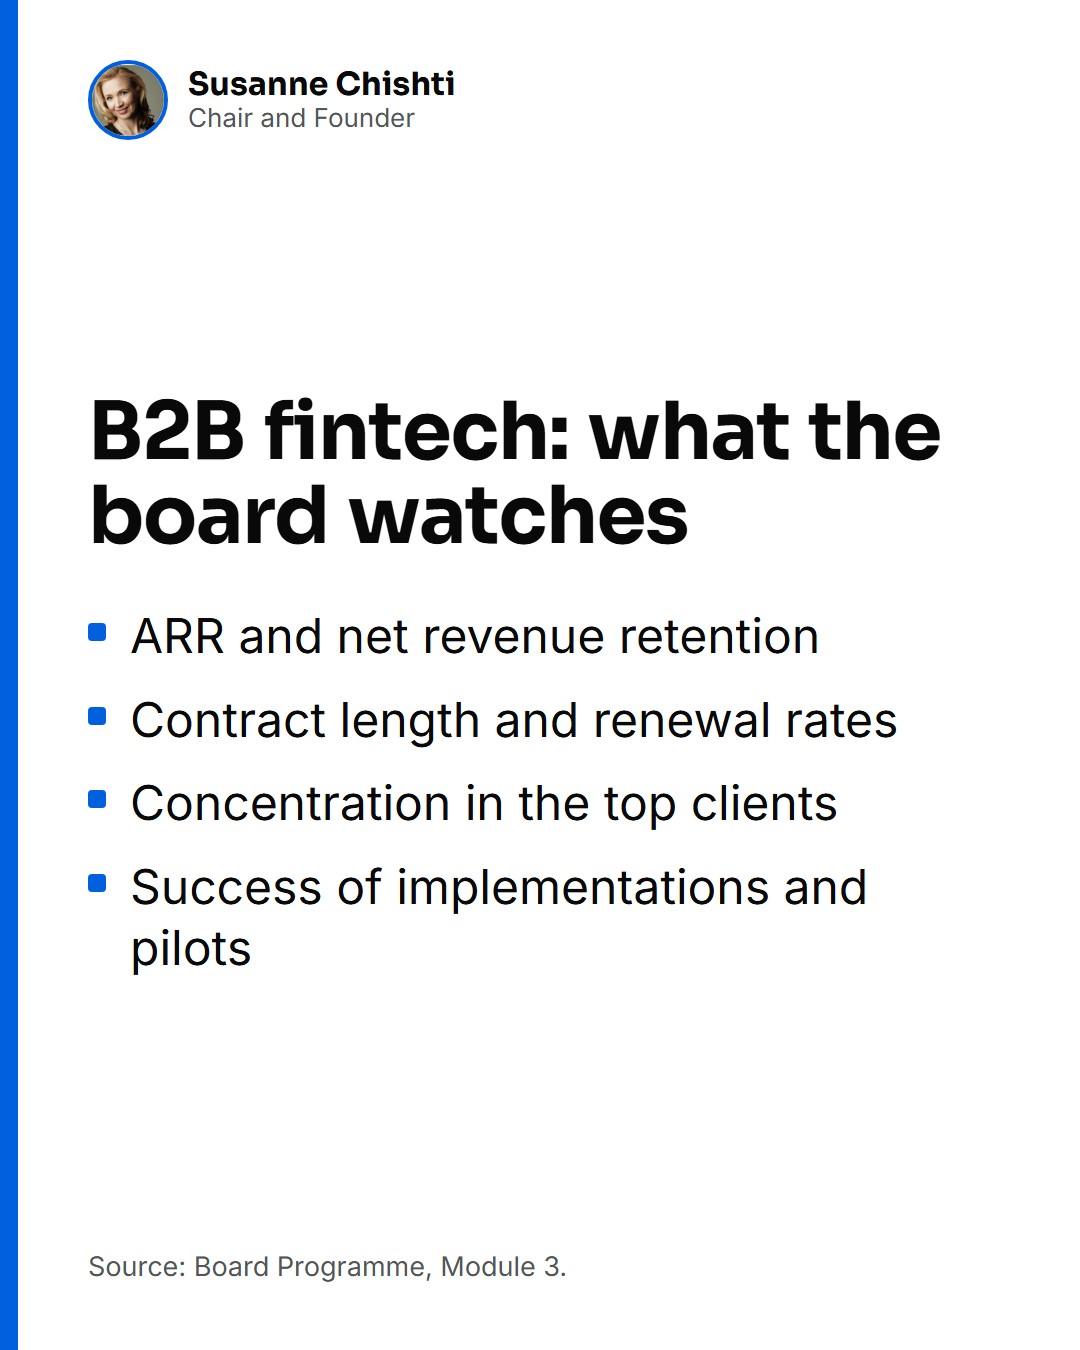 Susanne Chishti
Chair and Founder
B2B fintech: what the
board watches
ARR and net revenue retention
Contract length and renewal rates
Concentration in the top clients
Success of implementations and
pilots
Source: Board Programme, Module 3.